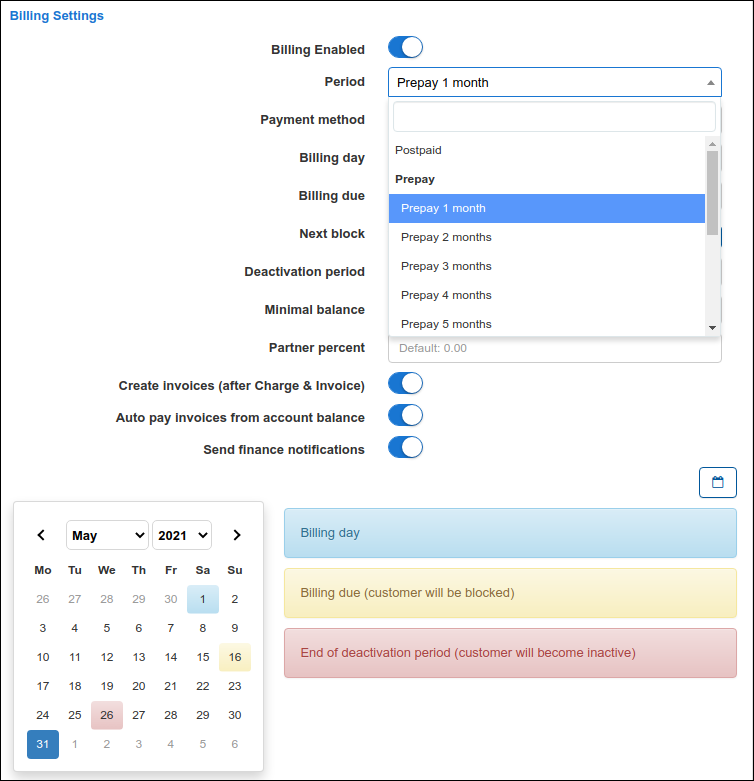 Billing Settings
Billing Enabled
Period Prepay 1 month
Payment method
Postpaid
Billing day
Prepay
Billing due
Prepay 1 month
Next block
Prepay 2 months
Deactivation period
Prepay 3 months
Minimal balance
Prepay 4 months
Prepay 5 months
Partner percent Default: 0.00
Create invoices (after Charge & Invoice)
Auto pay invoices from account balance
Send finance notifications
May 2021
Mo Tu We Th Fr Sa Su
26 27 28 29 30 1 2
3 4 5 6 7 8 9
10 11 12 13 14 15 16
17 18 19 20 21 22 23
24 25 26 27 28 29 30
31 1 2 3 4 5 6
Billing day
Billing due (customer will be blocked)
End of deactivation period (customer will become inactive)